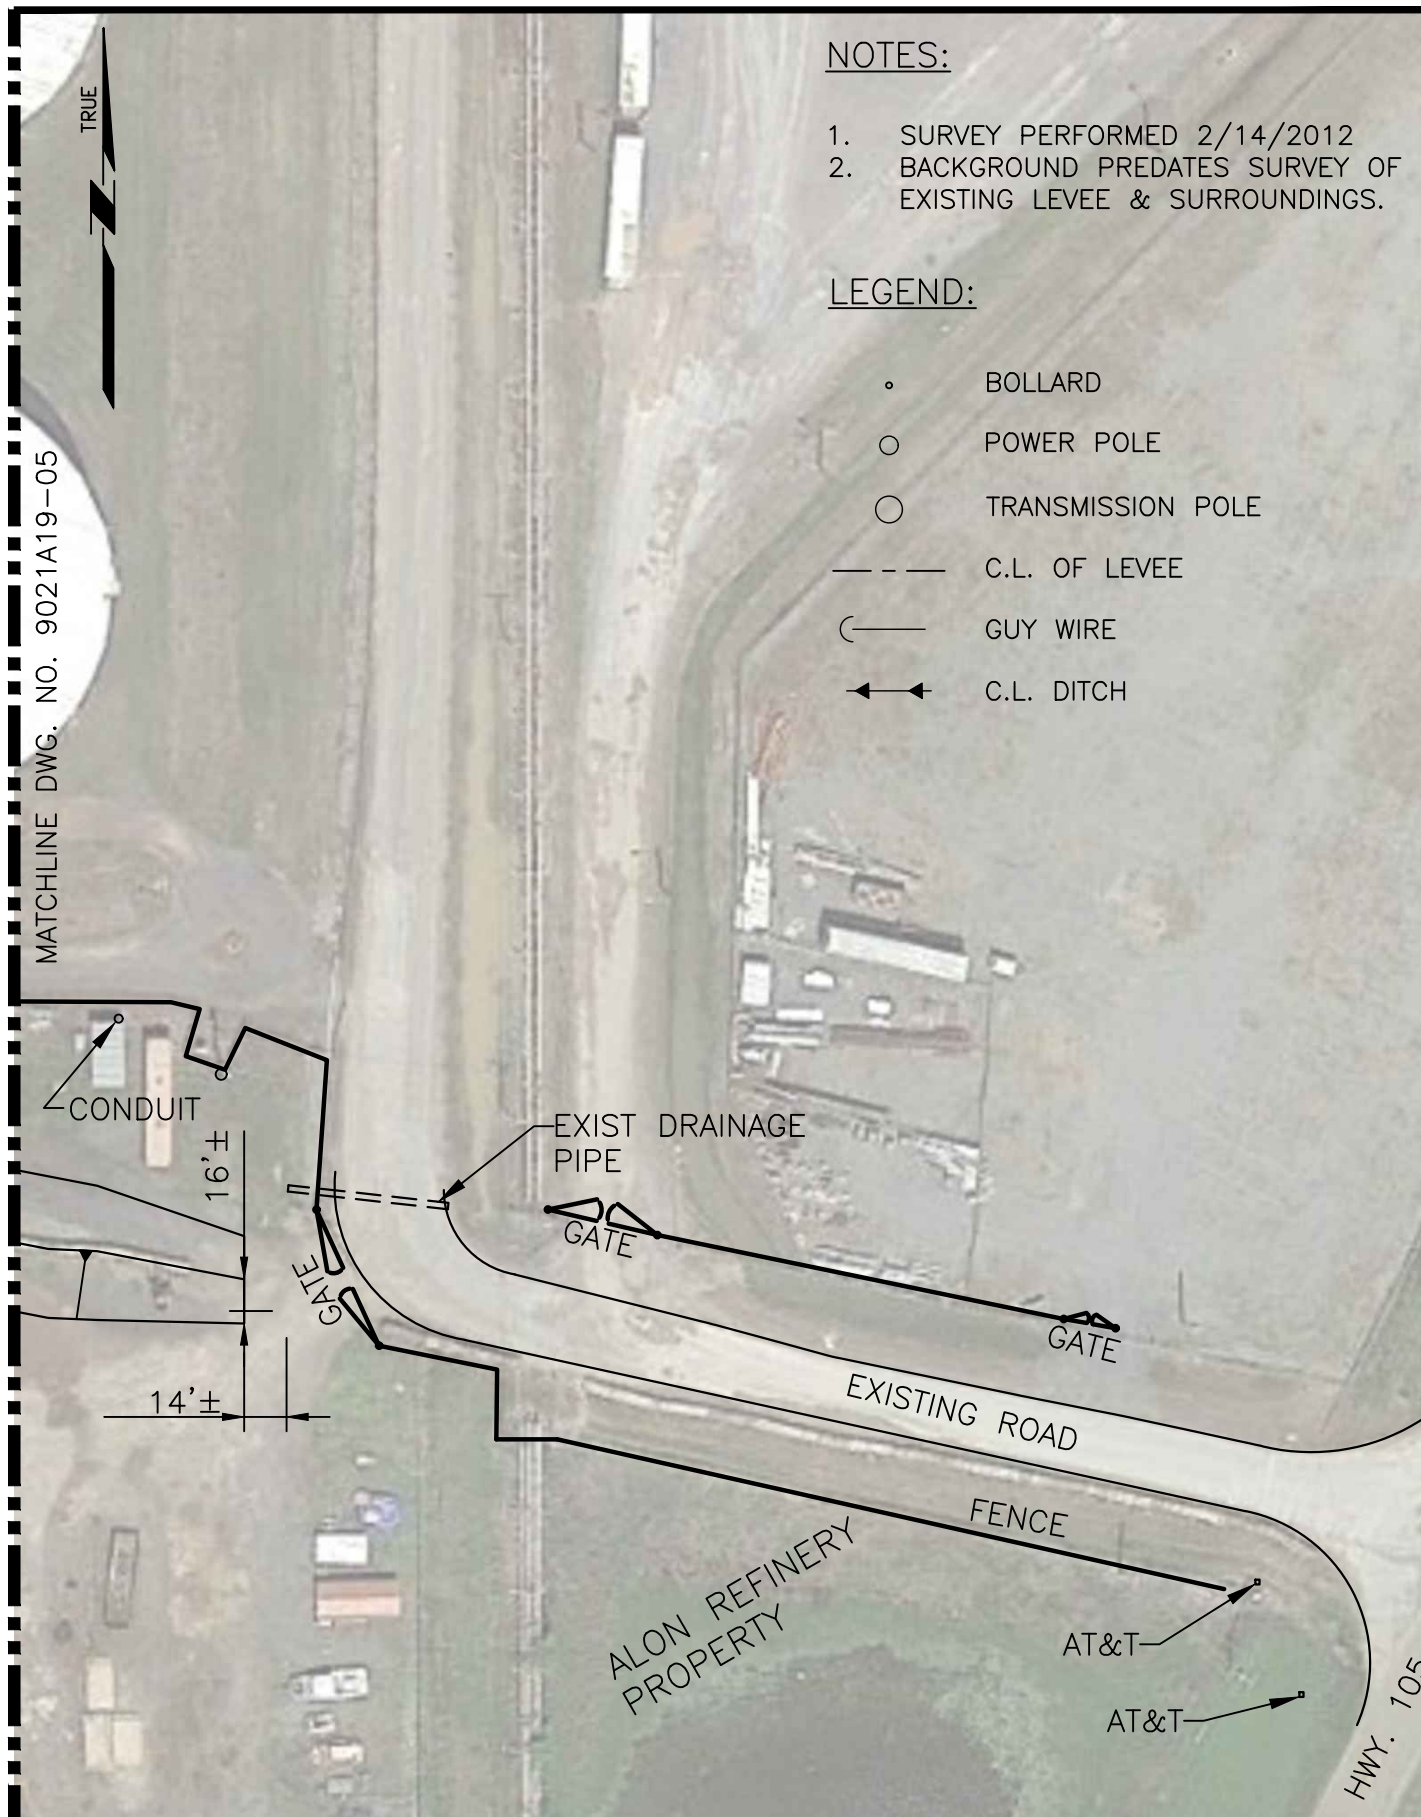 TRUE
NOTES:
1. SURVEY PERFORMED 2/14/2012
2. BACKGROUND PREDATES SURVEY OF
EXISTING LEVEE & SURROUNDINGS.
LEGEND:
BOLLARD
POWER POLE
TRANSMISSION POLE
C.L. OF LEVEE
GUY WIRE
C.L. DITCH
MATCHLINE DWG. NO. 9021A19-05
CONDUIT
16'±
EXIST DRAINAGE
PIPE
GATE
GATE
GATE
14'±
EXISTING ROAD
FENCE
ALON REFINERY
PROPERTY
AT&T
AT&T
HWY. 105